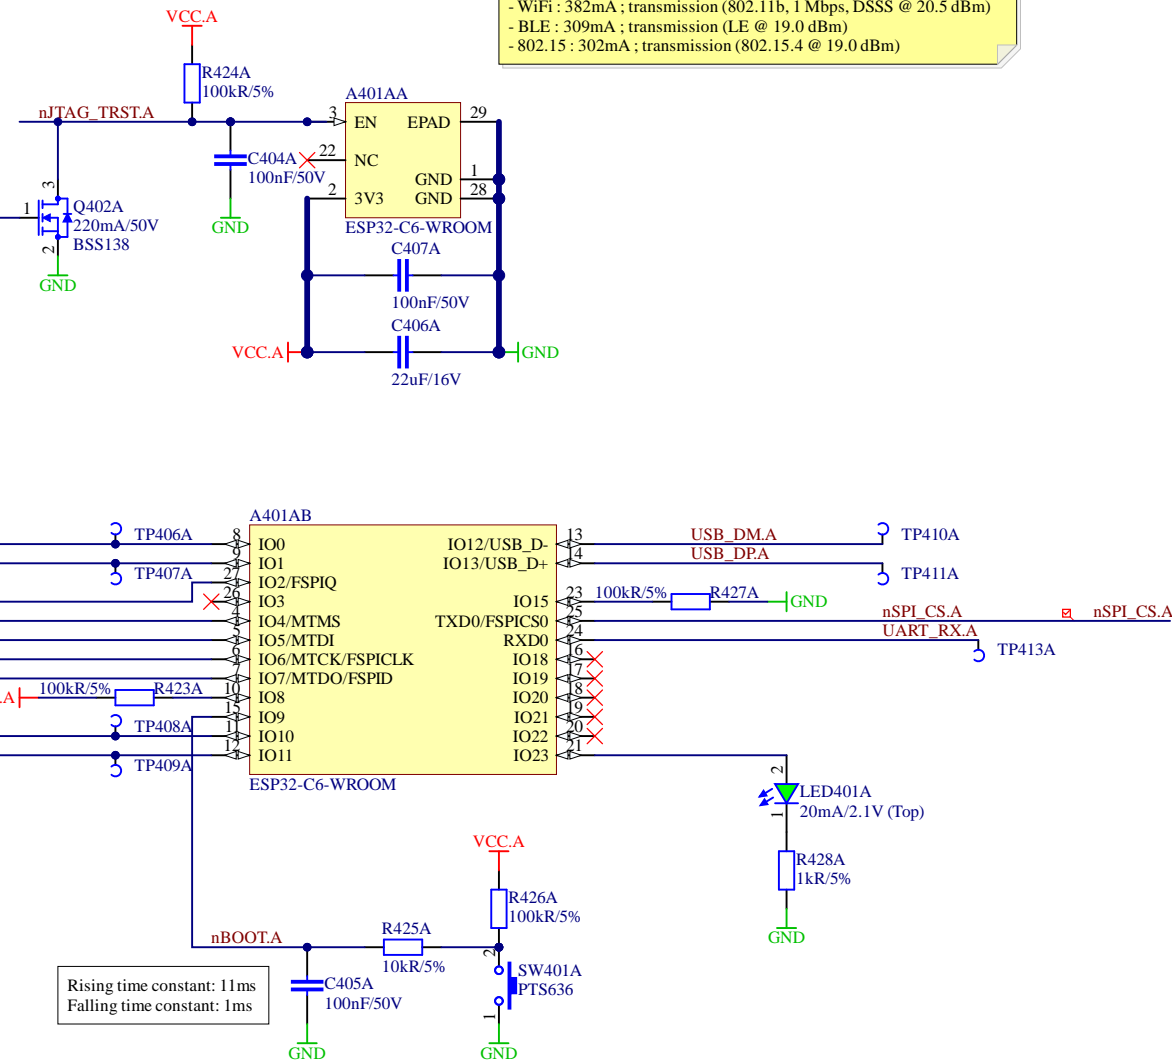 - WiFi : 382mA ; transmission (802.11b, 1 Mbps, DSSS @ 20.5 dBm)
- BLE : 309mA ; transmission (LE @ 19.0 dBm)
- 802.15 : 302mA ; transmission (802.15.4 @ 19.0 dBm)
VCC.A
R424A
100kR/5%
nJTAG_TRST.A
A401AA
3
EN
EPAD
29
C404A
100nF/50V
22
NC
GND
1
2
3V3
GND
28
ESP32-C6-WROOM
GND
3
1
Q402A
220mA/50V
BSS138
2
GND
C407A
100nF/50V
C406A
VCC.A
GND
22uF/16V
A401AB
TP406A
8
IO0
IO12/USB_D-
13
USB_DM.A
TP410A
9
IO1
IO13/USB_D+
14
USB_DP.A
TP407A
27
IO2/FSPIQ
TP411A
26
IO3
IO15
23
100kR/5%
R427A
GND
4
IO4/MTMS
TXD0/FSPICS0
25
nSPI_CS.A
nSPI_CS.A
5
IO5/MTDI
RXD0
24
UART_RX.A
TP413A
6
IO6/MTCK/FSPICLK
IO18
16
7
IO7/MTDO/FSPID
IO19
17
.A
100kR/5%
R423A
10
IO8
IO20
18
15
IO9
IO21
19
TP408A
11
IO10
IO22
20
12
IO11
IO23
21
TP409A
ESP32-C6-WROOM
2
LED401A
20mA/2.1V (Top)
1
R428A
1kR/5%
GND
VCC.A
R426A
100kR/5%
nBOOT.A
R425A
10kR/5%
2
SW401A
PTS636
1
GND
C405A
100nF/50V
GND
Rising time constant: 11ms
Falling time constant: 1ms